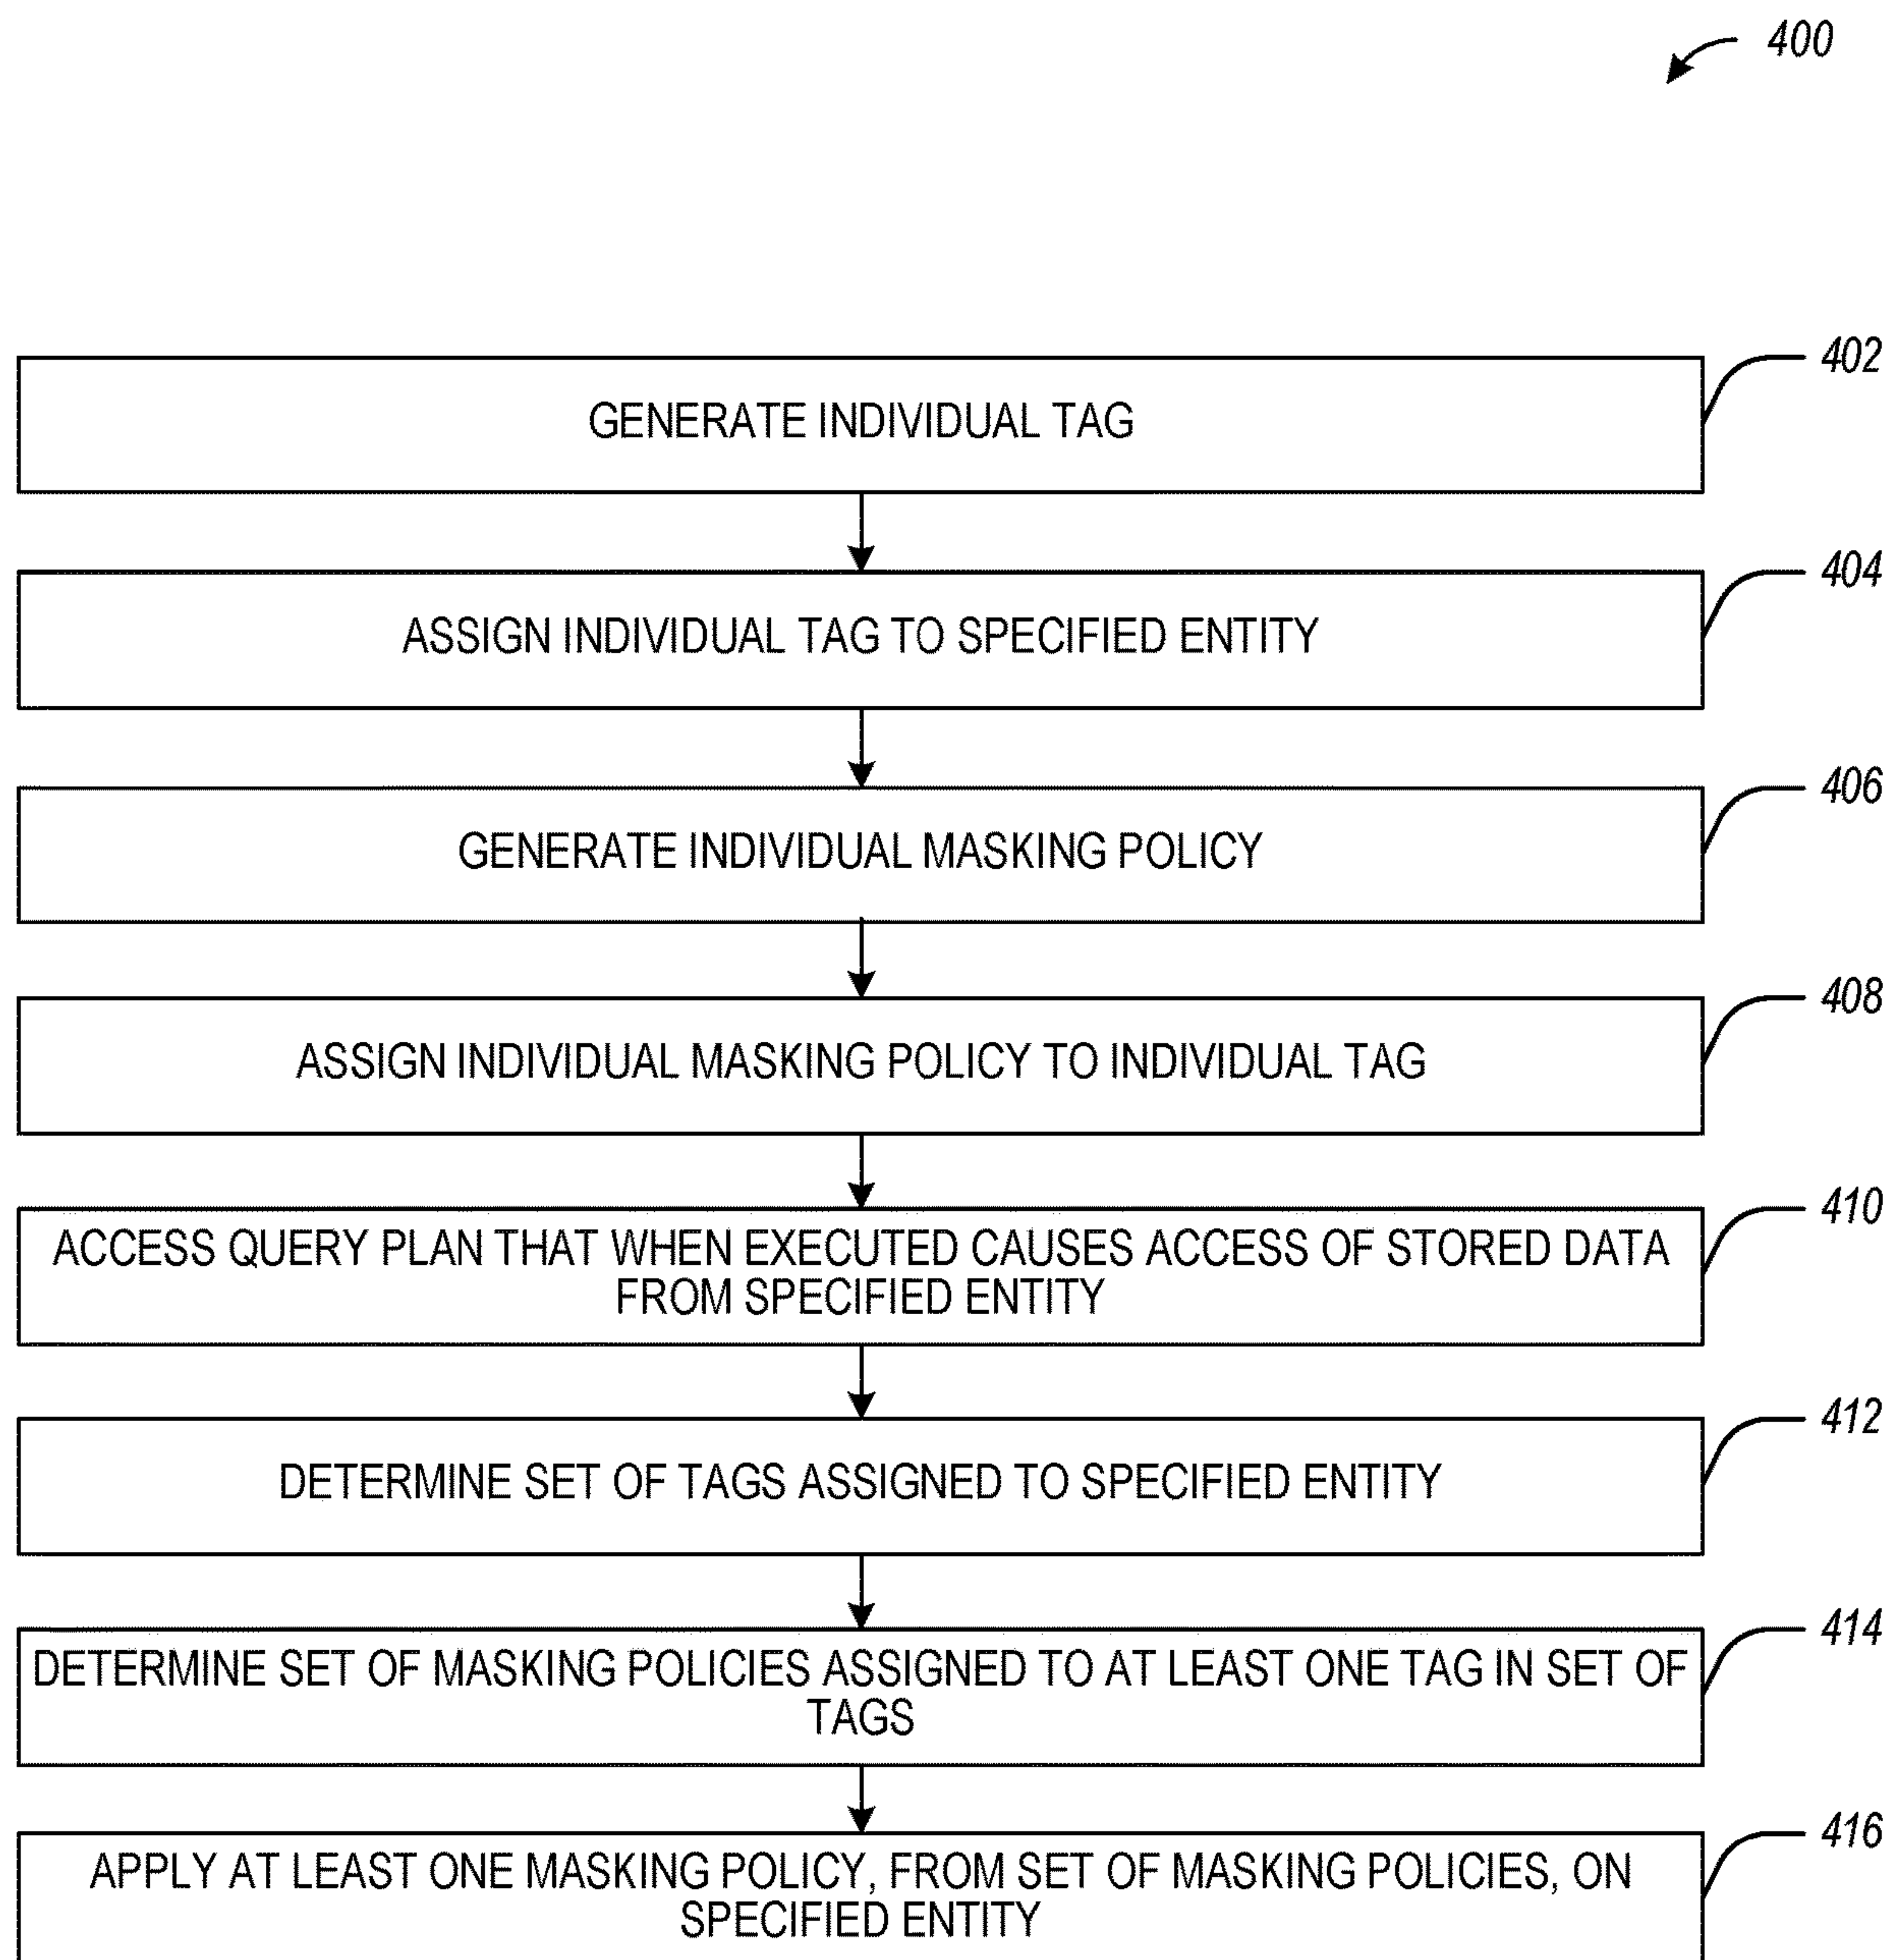 400
402
GENERATE INDIVIDUAL TAG
404
ASSIGN INDIVIDUAL TAG TO SPECIFIED ENTITY
406
GENERATE INDIVIDUAL MASKING POLICY
408
ASSIGN INDIVIDUAL MASKING POLICY TO INDIVIDUAL TAG
410
ACCESS QUERY PLAN THAT WHEN EXECUTED CAUSES ACCESS OF STORED DATA
FROM SPECIFIED ENTITY
412
DETERMINE SET OF TAGS ASSIGNED TO SPECIFIED ENTITY
414
DETERMINE SET OF MASKING POLICIES ASSIGNED TO AT LEAST ONE TAG IN SET OF
TAGS
416
APPLY AT LEAST ONE MASKING POLICY, FROM SET OF MASKING POLICIES, ON
SPECIFIED ENTITY